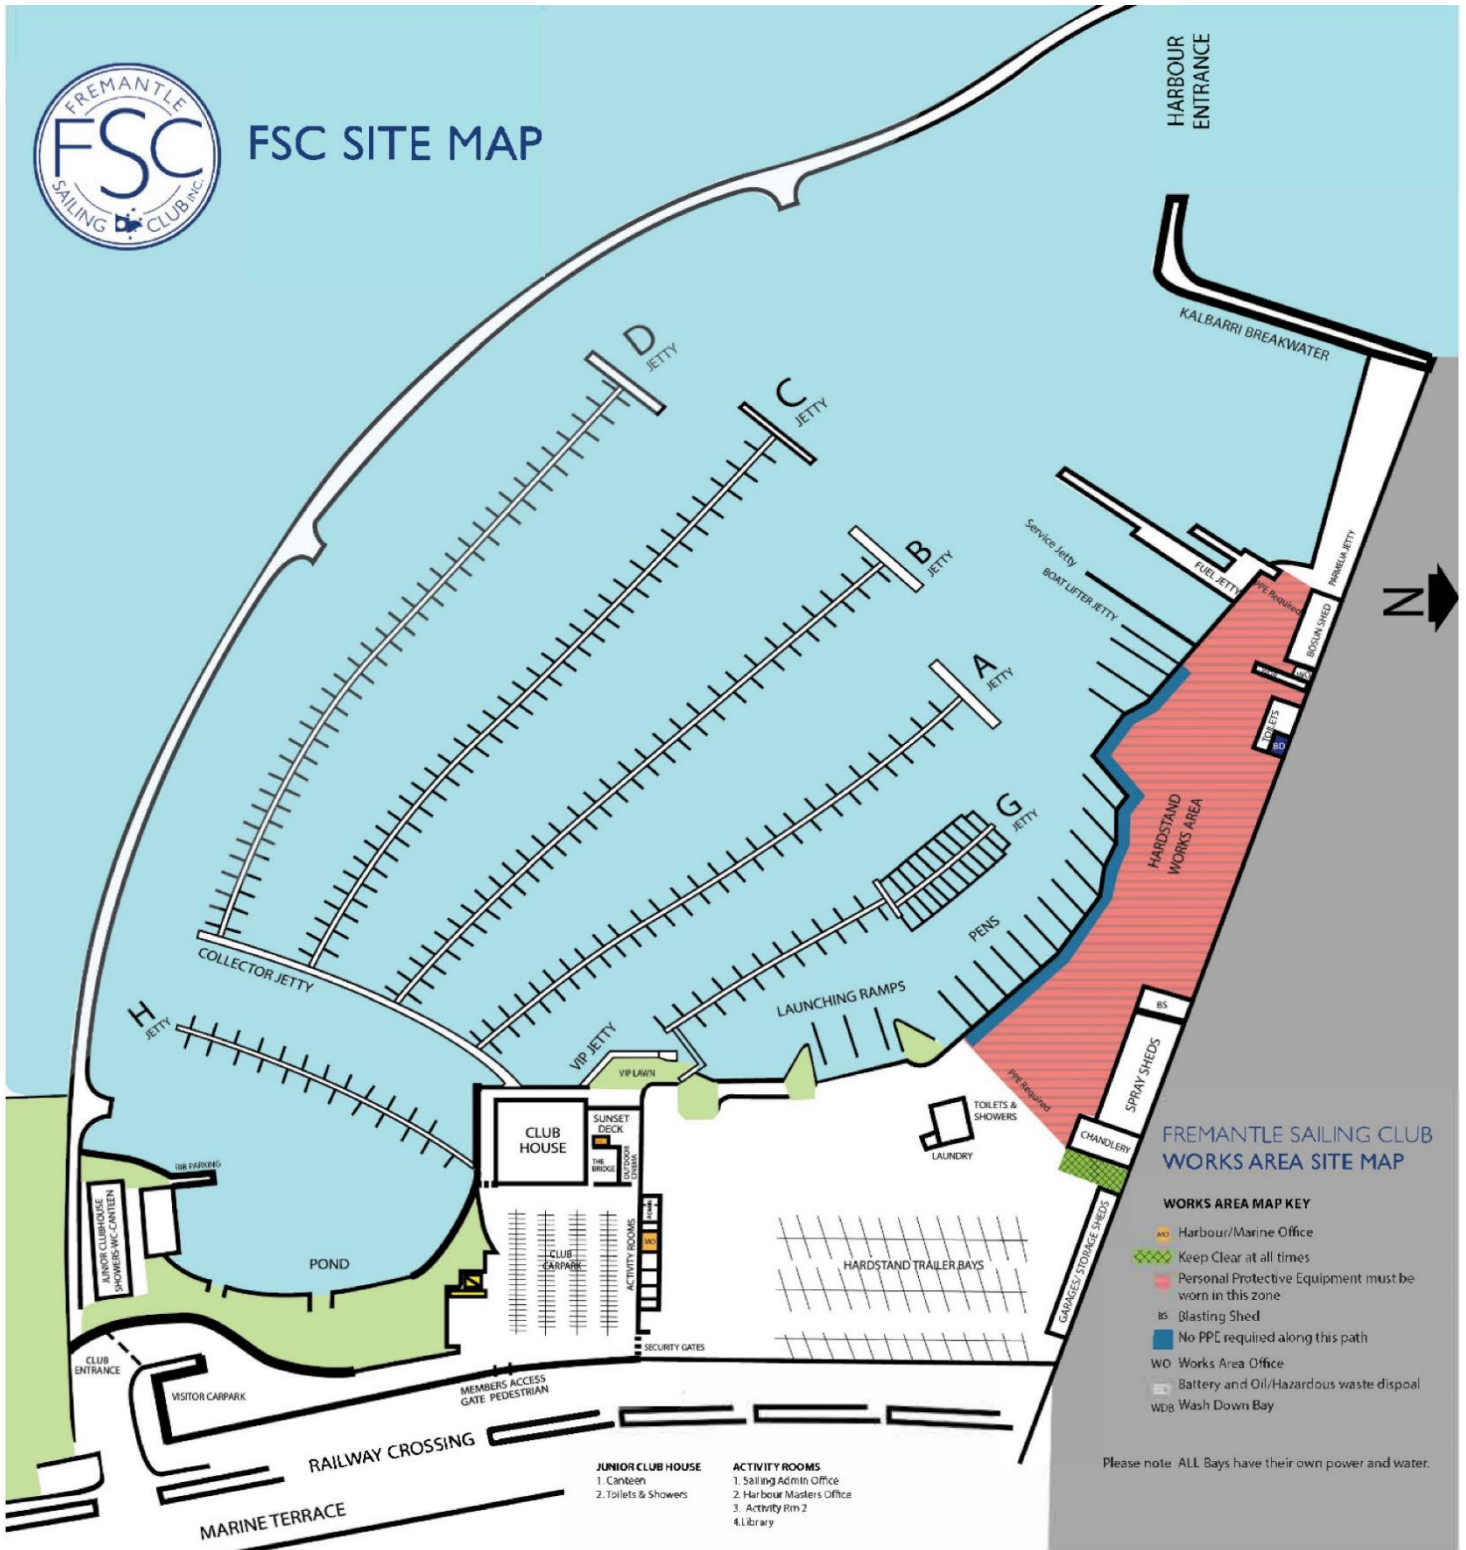 FREMANTLE
FSC
SAILING CLUB INC.
FSC SITE MAP
HARBOUR
ENTRANCE
KALBARRI BREAKWATER
D
JETTY
C
JETTY
B
JETTY
A
JETTY
G
JETTY
Service Jetty
BOAT LIFTER JETTY
FUEL JETTY
PPE Required
PARMELIA JETTY
BOSUN SHED
N
WDB
WO
TOILETS
BD
HARDSTAND
WORKS AREA
PENS
LAUNCHING RAMPS
COLLECTOR JETTY
H
JETTY
VIP JETTY
VIP LAWN
BS
SPRAY SHEDS
PPE Required
CHANDLERY
TOILETS &
SHOWERS
LAUNDRY
CLUB
HOUSE
SUNSET
DECK
THE
BRIDGE
OUTDOOR
CINEMA
RIB PARKING
JUNIOR CLUBHOUSE
SHOWERS-WC-CANTEEN
POND
CLUB
CARPARK
ACTIVITY ROOMS
MO
HARDSTAND TRAILER BAYS
GARAGES/ STORAGE SHEDS
SECURITY GATES
CLUB
ENTRANCE
VISITOR CARPARK
MEMBERS ACCESS
GATE PEDESTRIAN
RAILWAY CROSSING
MARINE TERRACE
FREMANTLE SAILING CLUB
WORKS AREA SITE MAP
WORKS AREA MAP KEY
MO Harbour/Marine Office
Keep Clear at all times
Personal Protective Equipment must be
worn in this zone
BS Blasting Shed
No PPE required along this path
WO Works Area Office
Battery and Oil/Hazardous waste dispoal
WDB Wash Down Bay
Please note ALL Bays have their own power and water.
JUNIOR CLUB HOUSE
1. Canteen
2. Toilets & Showers
ACTIVITY ROOMS
1. Sailing Admin Office
2. Harbour Masters Office
3. Activity Rm 2
4.Library